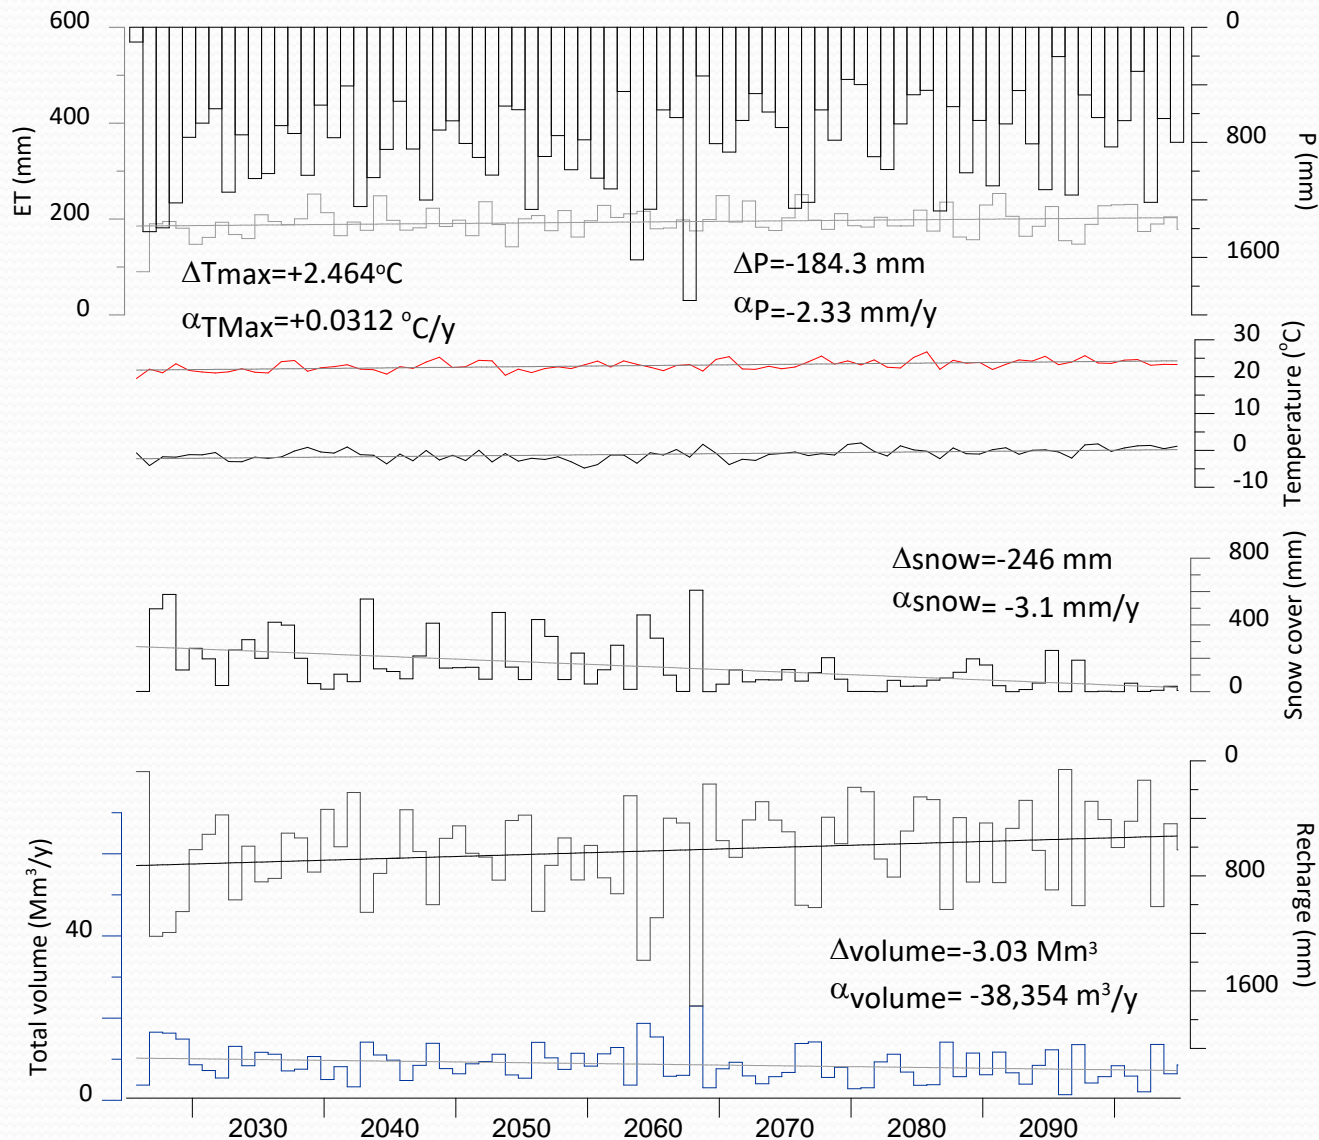 600
400
200
0
ET (mm)
0
800
1600
P (mm)
ΔTmax=+2.464°C
αTMax=+0.0312 °C/y
ΔP=-184.3 mm
αP=-2.33 mm/y
30
20
10
0
-10
Temperature (°C)
Δsnow=-246 mm
αsnow= -3.1 mm/y
800
400
0
Snow cover (mm)
0
800
1600
Recharge (mm)
40
0
Total volume (Mm³/y)
Δvolume=-3.03 Mm³
αvolume= -38,354 m³/y
2030 2040 2050 2060 2070 2080 2090